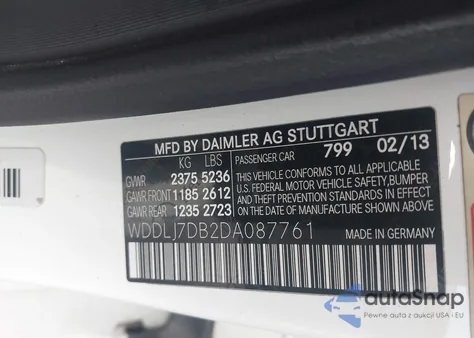 MFD BY DAIMLER AG STUTTGART
KG LBS PASSENGER CAR 799 02/13
GVWR 2375 5236
GAWR FRONT 1185 2612
GAWR REAR 1235 2723
THIS VEHICLE CONFORMS TO ALL APPLICABLE
U.S. FEDERAL MOTOR VEHICLE SAFETY, BUMPER
AND THEFT PREVENTION STANDARDS IN EFFECT ON
THE DATE OF MANUFACTURE SHOWN ABOVE.
WDDLJ7DB2DA087761 MADE IN GERMANY
autoSnap
Pewne auta z aukcji USA i EU